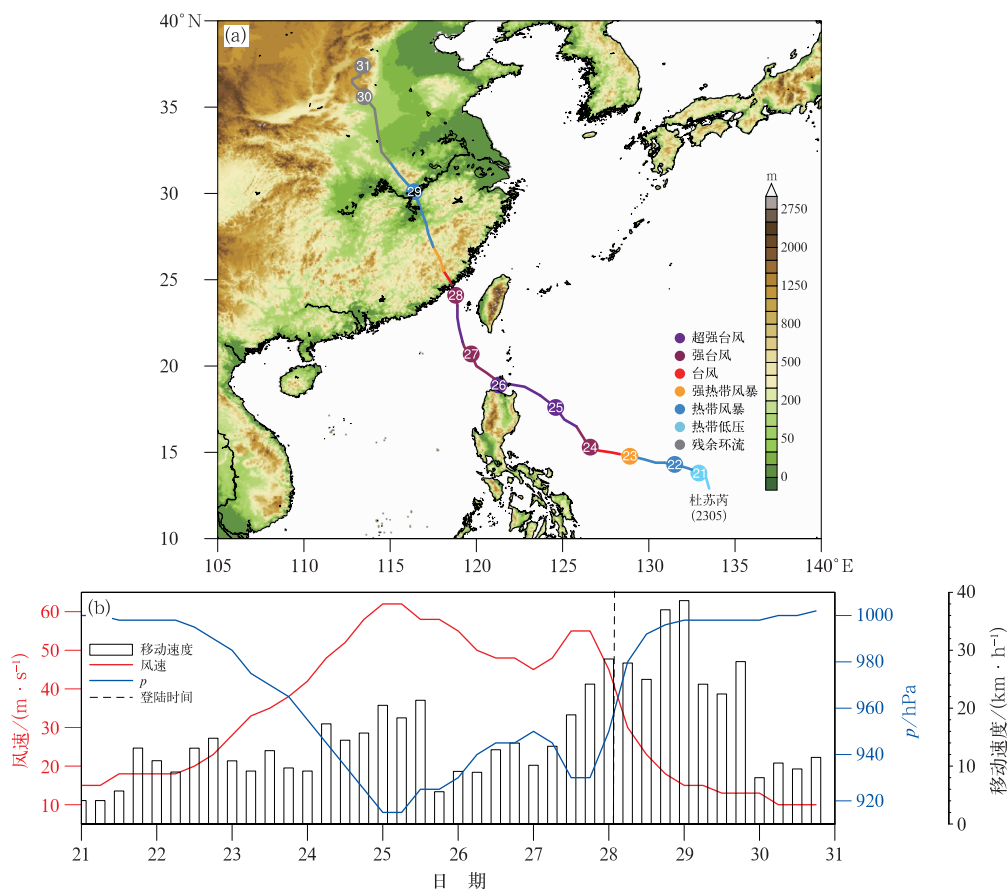 (a)
40°N
35
30
25
20
15
10
105
110
115
120
125
130
135
140°E
31
30
29
28
27
26
25
24
23
22
21
杜苏芮
(2305)
超强台风
强台风
台风
强热带风暴
热带风暴
热带低压
残余环流
m
2750
2000
1250
800
500
200
50
0
(b)
移动速度
风速
p
登陆时间
风速/(m·s⁻¹)
60
50
40
30
20
10
p/hPa
1000
980
960
940
920
移动速度/(km·h⁻¹)
40
30
20
10
0
21
22
23
24
25
26
27
28
29
30
31
日 期